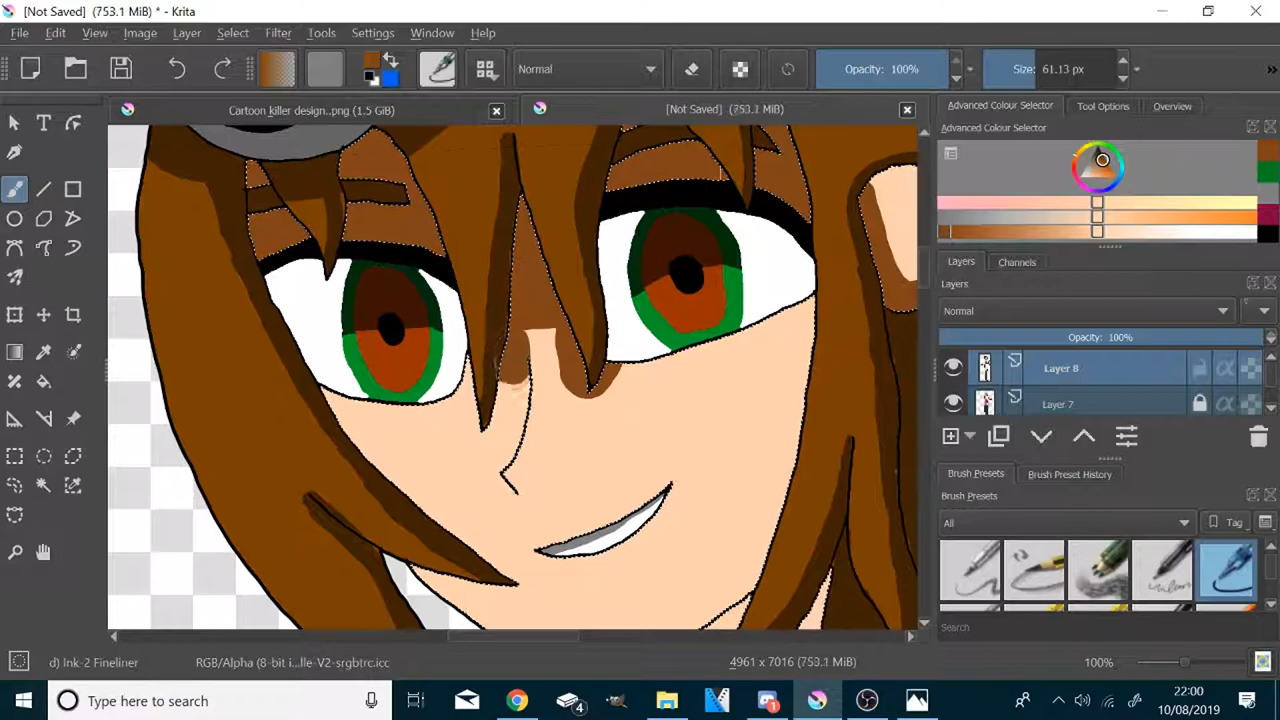 [Not Saved]  (753.1 MiB) * - Krita
File Edit View Image Layer Select Filter Tools Settings Window Help
Normal Opacity: 100% Size: 61.13 px »
Cartoon killer design..png (1.5 GiB) [Not Saved]  (753.1 MiB)
Advanced Colour Selector Tool Options Overview
Advanced Colour Selector
Layers Channels
Layers
Normal
Opacity: 100%
Layer 8
Layer 7
Brush Presets Brush Preset History
Brush Presets
All Tag
Search
d) Ink-2 Fineliner RGB/Alpha (8-bit i...lle-V2-srgbtrc.icc 4961 x 7016 (753.1 MiB) 100%
Type here to search 4 1 22:00
10/08/2019